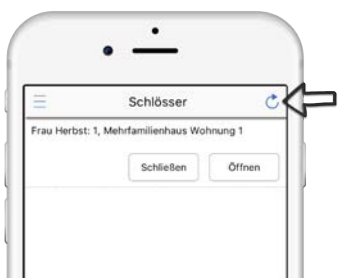 Schlösser
Frau Herbst: 1, Mehrfamilienhaus Wohnung 1
Schließen Öffnen